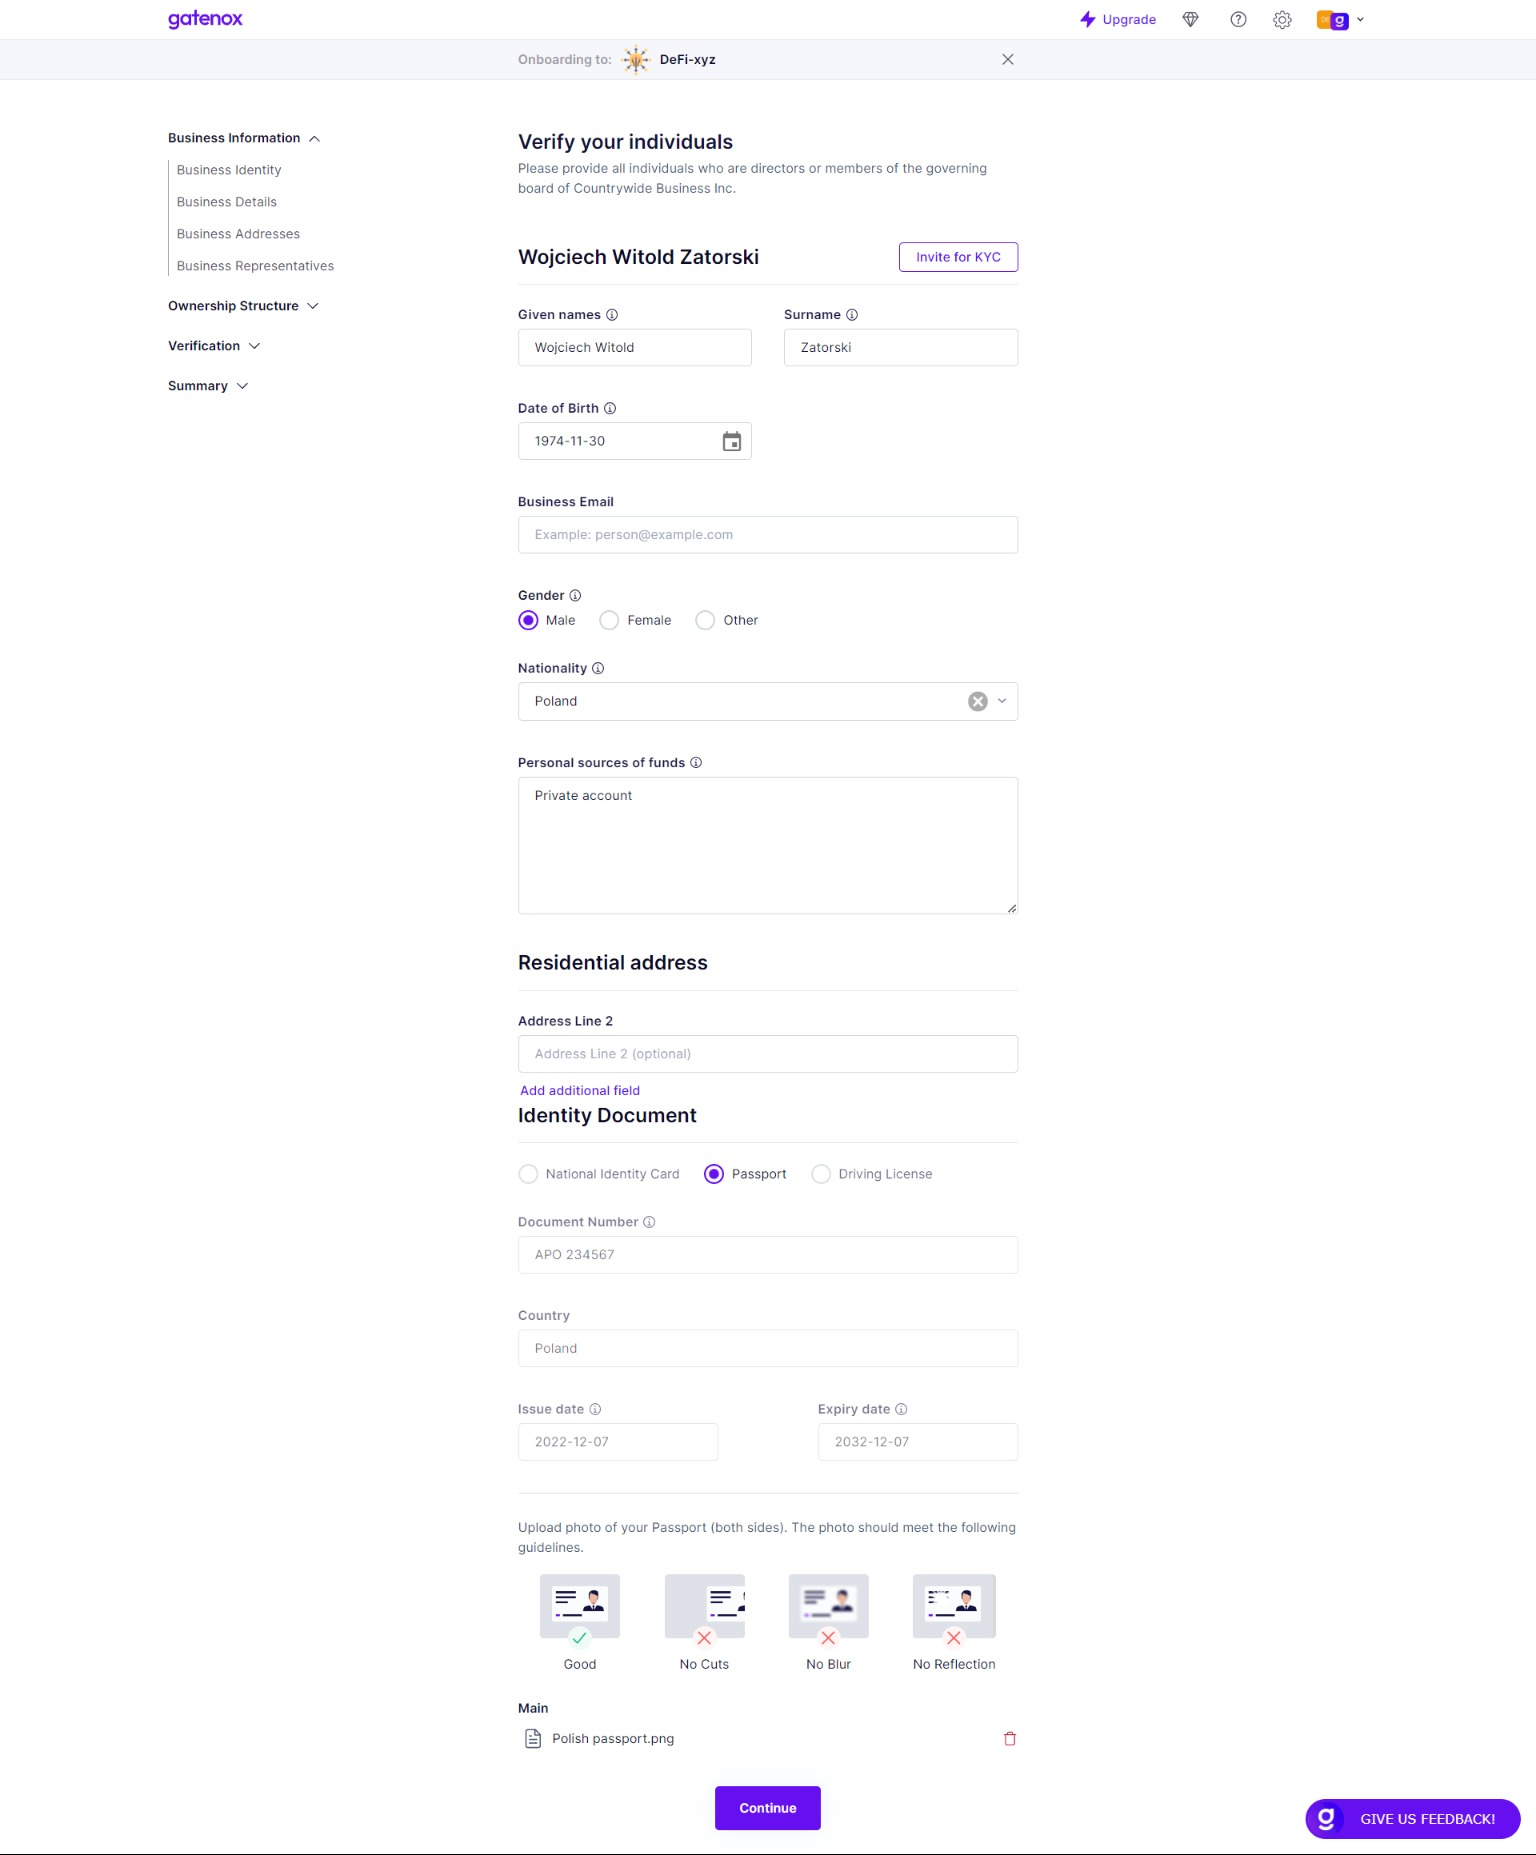 gatenox
Upgrade
Onboarding to: DeFi-xyz
Business Information
Business Identity
Business Details
Business Addresses
Business Representatives
Ownership Structure
Verification
Summary
Verify your individuals
Please provide all individuals who are directors or members of the governing
board of Countrywide Business Inc.
Wojciech Witold Zatorski
Invite for KYC
Given names
Surname
Wojciech Witold
Zatorski
Date of Birth
1974-11-30
Business Email
Example: person@example.com
Gender
Male
Female
Other
Nationality
Poland
Personal sources of funds
Private account
Residential address
Address Line 2
Address Line 2 (optional)
Add additional field
Identity Document
National Identity Card
Passport
Driving License
Document Number
APO 234567
Country
Poland
Issue date
Expiry date
2022-12-07
2032-12-07
Upload photo of your Passport (both sides). The photo should meet the following
guidelines.
Good
No Cuts
No Blur
No Reflection
Main
Polish passport.png
Continue
g GIVE US FEEDBACK!